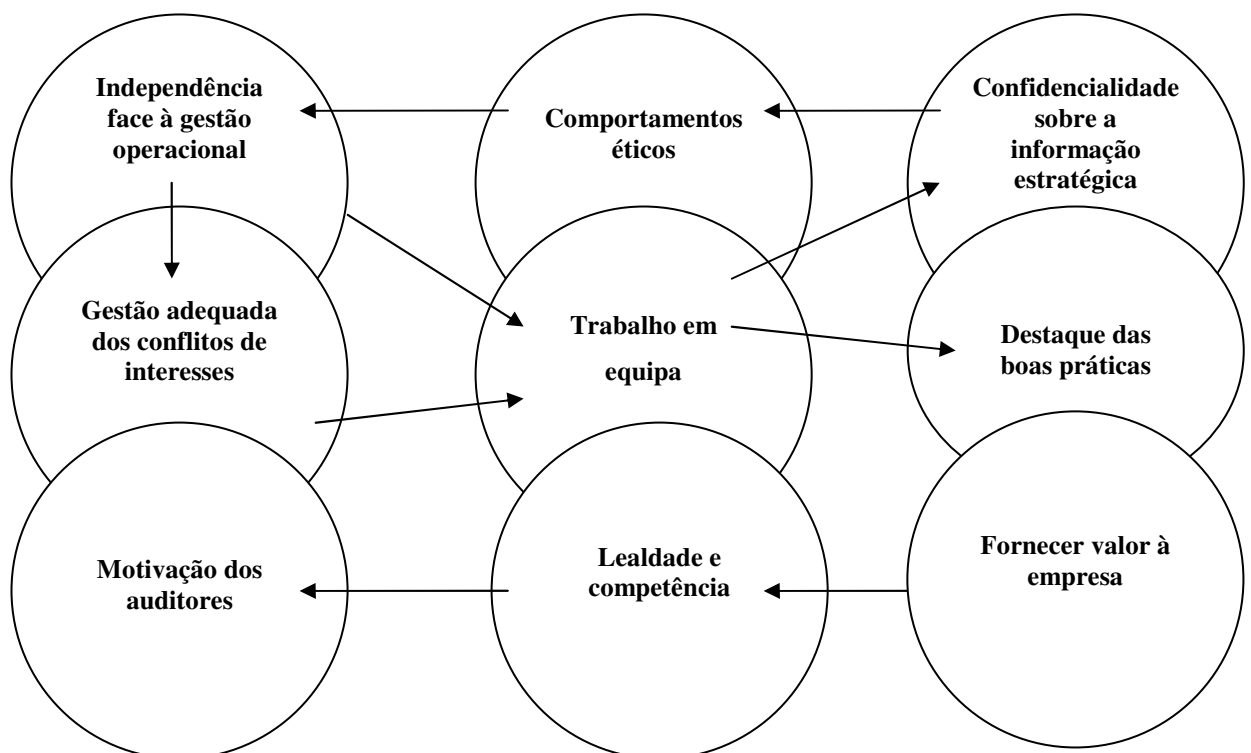 Independência
face à gestão
operacional
Comportamentos
éticos
Confidencialidade
sobre a
informação
estratégica
Gestão adequada
dos conflitos de
interesses
Trabalho em
equipa
Destaque das
boas práticas
Motivação dos
auditores
Lealdade e
competência
Fornecer valor à
empresa